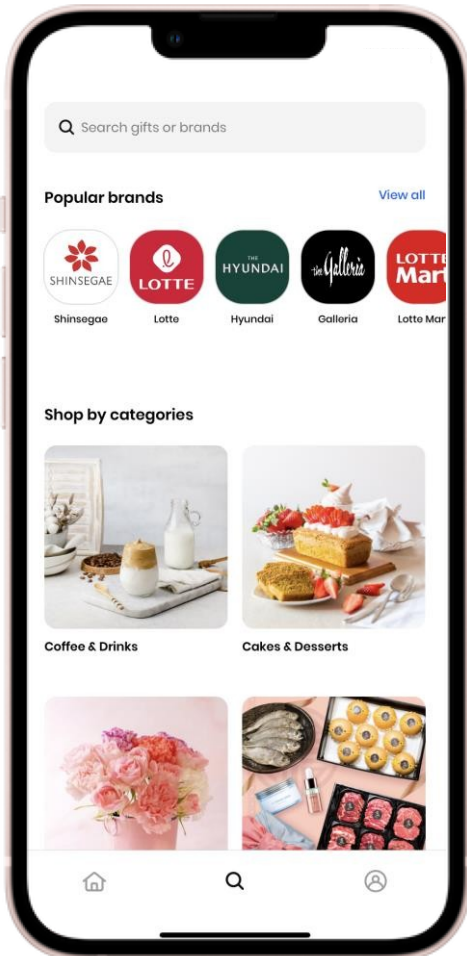 Search gifts or brands
Popular brands
View all
SHINSEGAE
LOTTE
THE
HYUNDAI
the Galleria
LOTTE
Mart
Shinsegae
Lotte
Hyundai
Galleria
Lotte Mar
Shop by categories
Coffee & Drinks
Cakes & Desserts